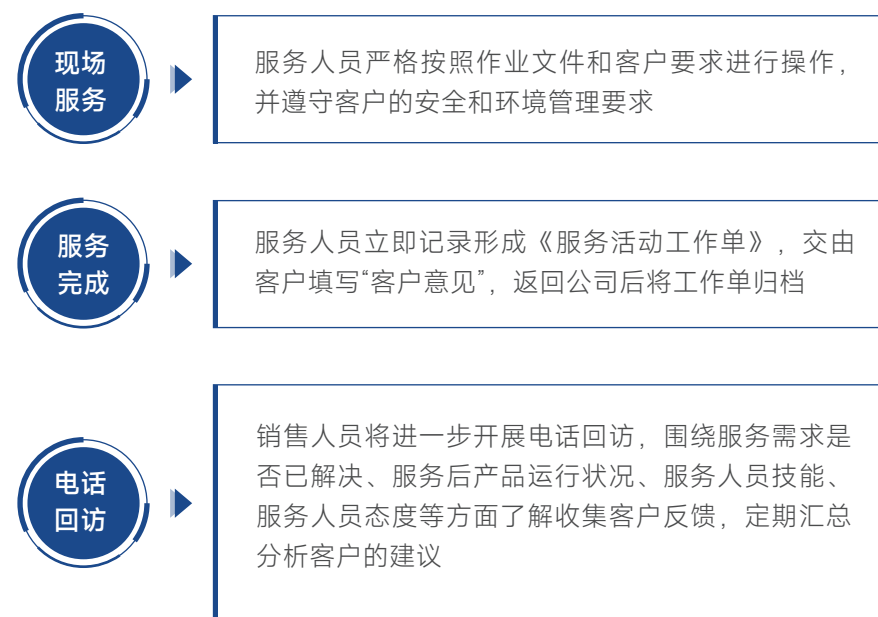 现场
服务
服务人员严格按照作业文件和客户要求进行操作，
并遵守客户的安全和环境管理要求
服务
完成
服务人员立即记录形成《服务活动工作单》，交由
客户填写“客户意见”，返回公司后将工作单归档
电话
回访
销售人员将进一步开展电话回访，围绕服务需求是
否已解决、服务后产品运行状况、服务人员技能、
服务人员态度等方面了解收集客户反馈，定期汇总
分析客户的建议